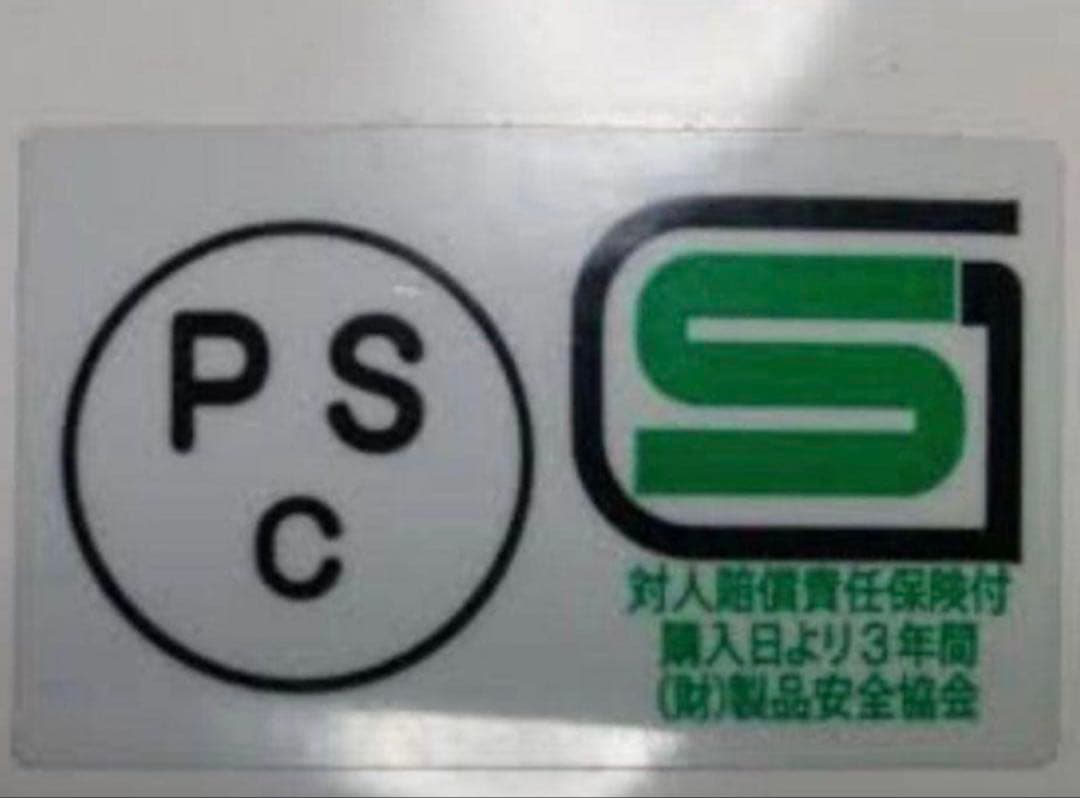 P S
C
SG
対人賠償責任保険付
購入日より3年間
(財)製品安全協会